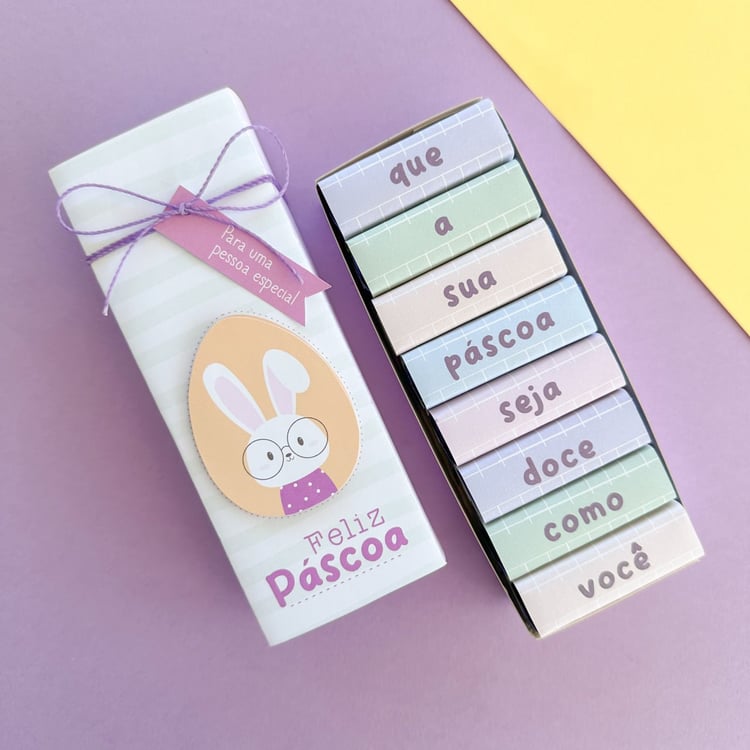 Para uma
pessoa especial
Feliz
Páscoa
que
a
sua
páscoa
seja
doce
como
você